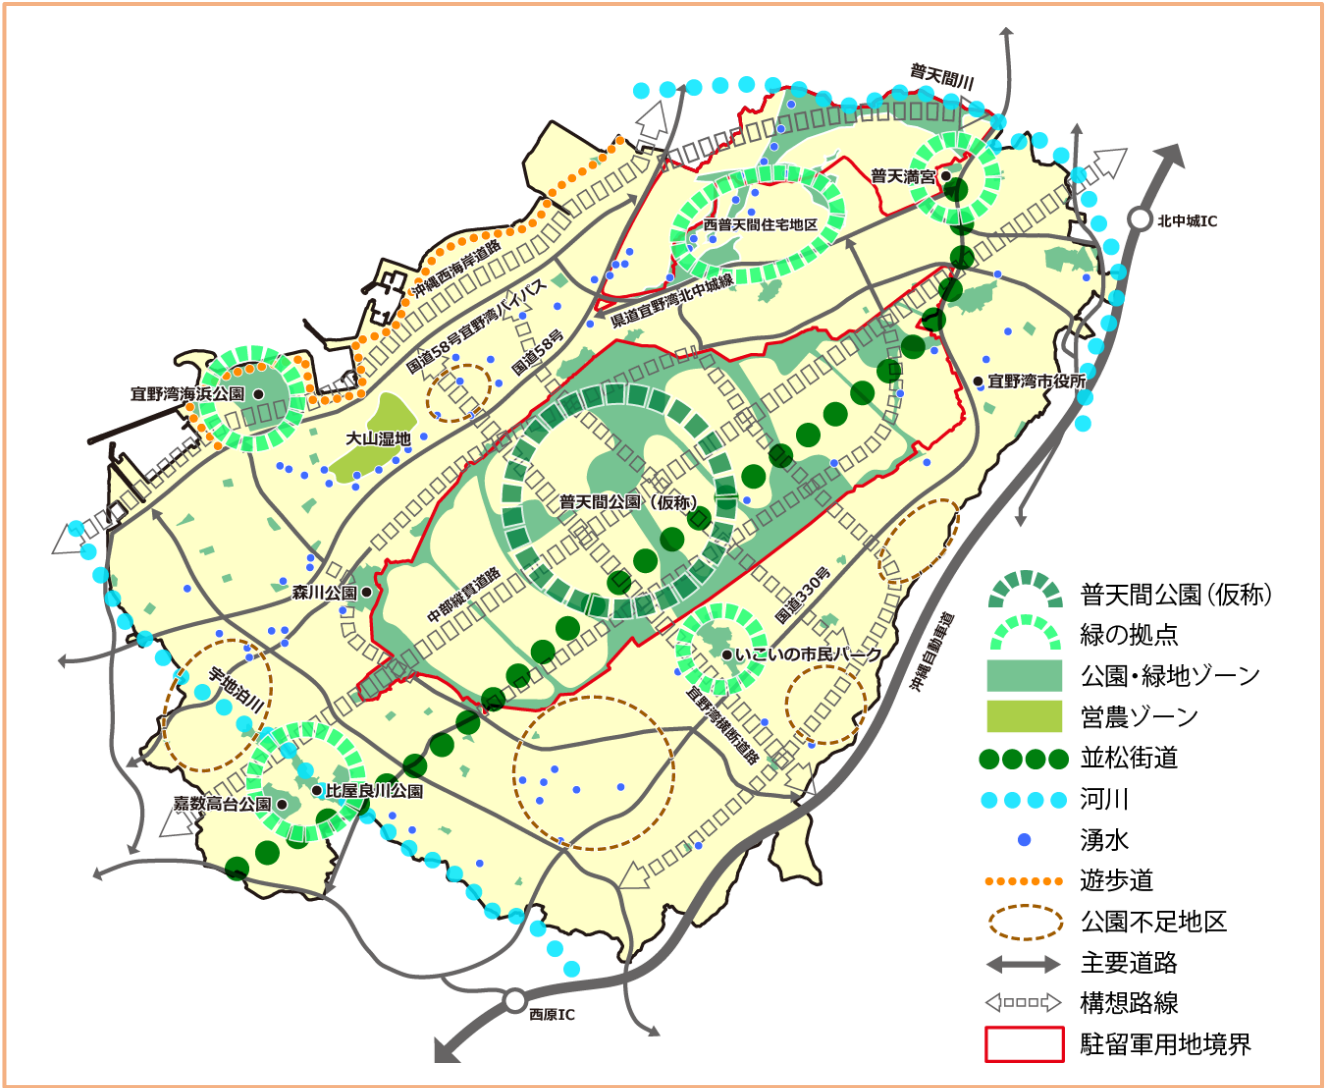 普天間川
普天満宮
北中城IC
西普天間住宅地区
沖縄西海岸道路
国道58号宜野湾バイパス
県道宜野湾北中城線
国道58号
宜野湾市役所
宜野湾海浜公園
大山湿地
普天間公園（仮称）
森川公園
中部縦貫道路
国道330号
いこいの市民パーク
沖縄自動車道
宇地泊川
宜野湾横断道路
比屋良川公園
嘉数高台公園
西原IC
普天間公園（仮称）
緑の拠点
公園・緑地ゾーン
営農ゾーン
並松街道
河川
湧水
遊歩道
公園不足地区
主要道路
構想路線
駐留軍用地境界